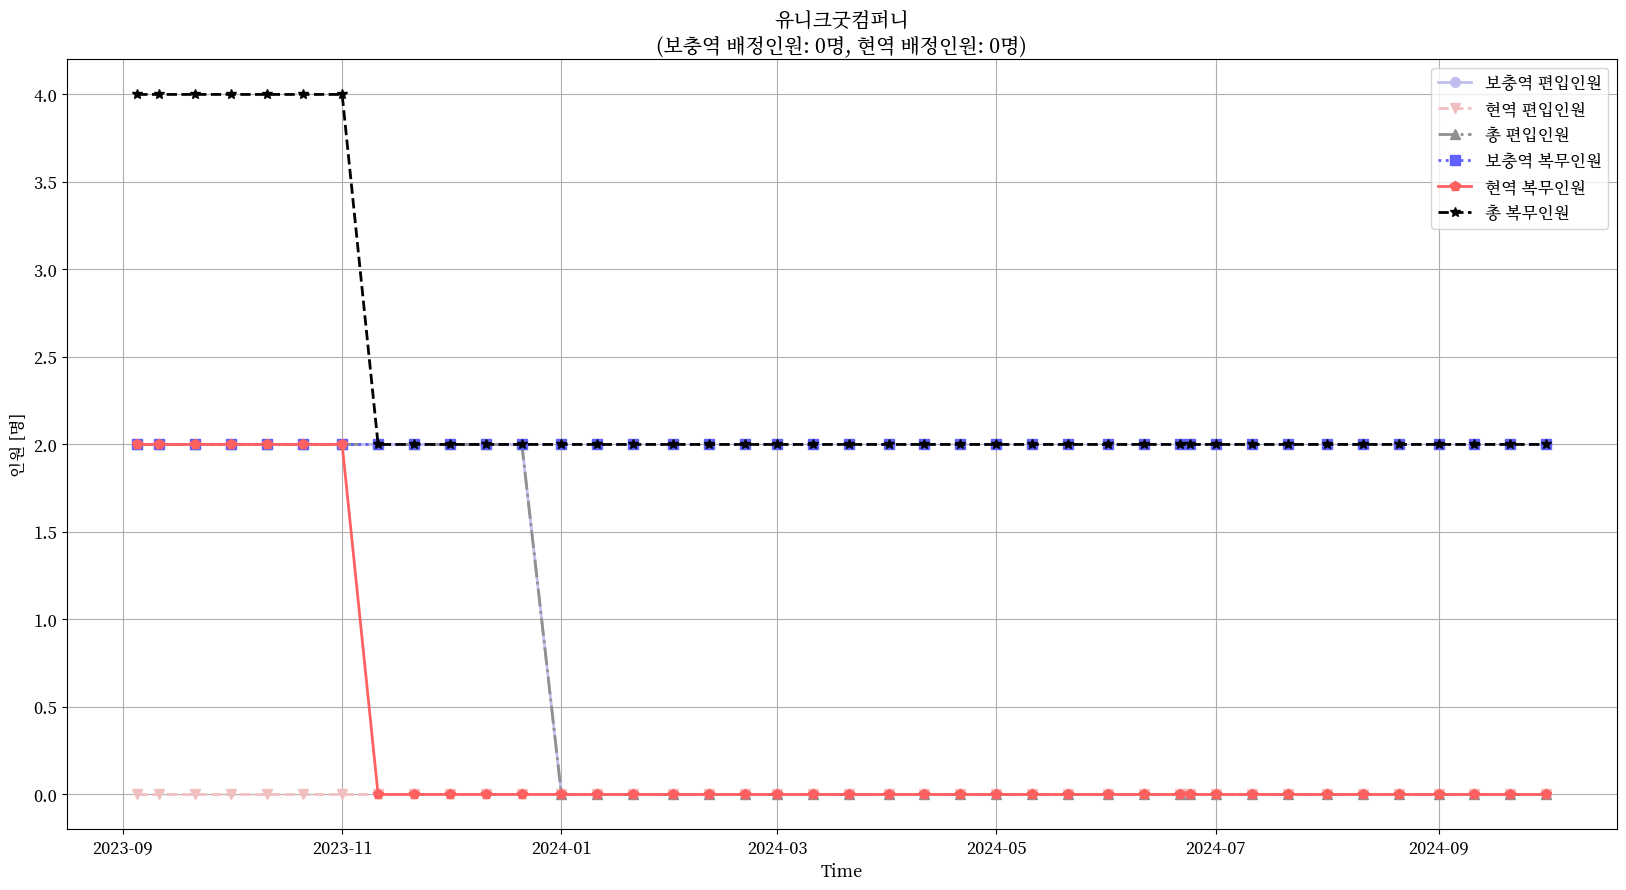 유니크굿컴퍼니
(보충역 배정인원: 0명, 현역 배정인원: 0명)
보충역 편입인원
현역 편입인원
총 편입인원
보충역 복무인원
현역 복무인원
총 복무인원
인원 [명]
4.0
3.5
3.0
2.5
2.0
1.5
1.0
0.5
0.0
2023-09
2023-11
2024-01
2024-03
2024-05
2024-07
2024-09
Time